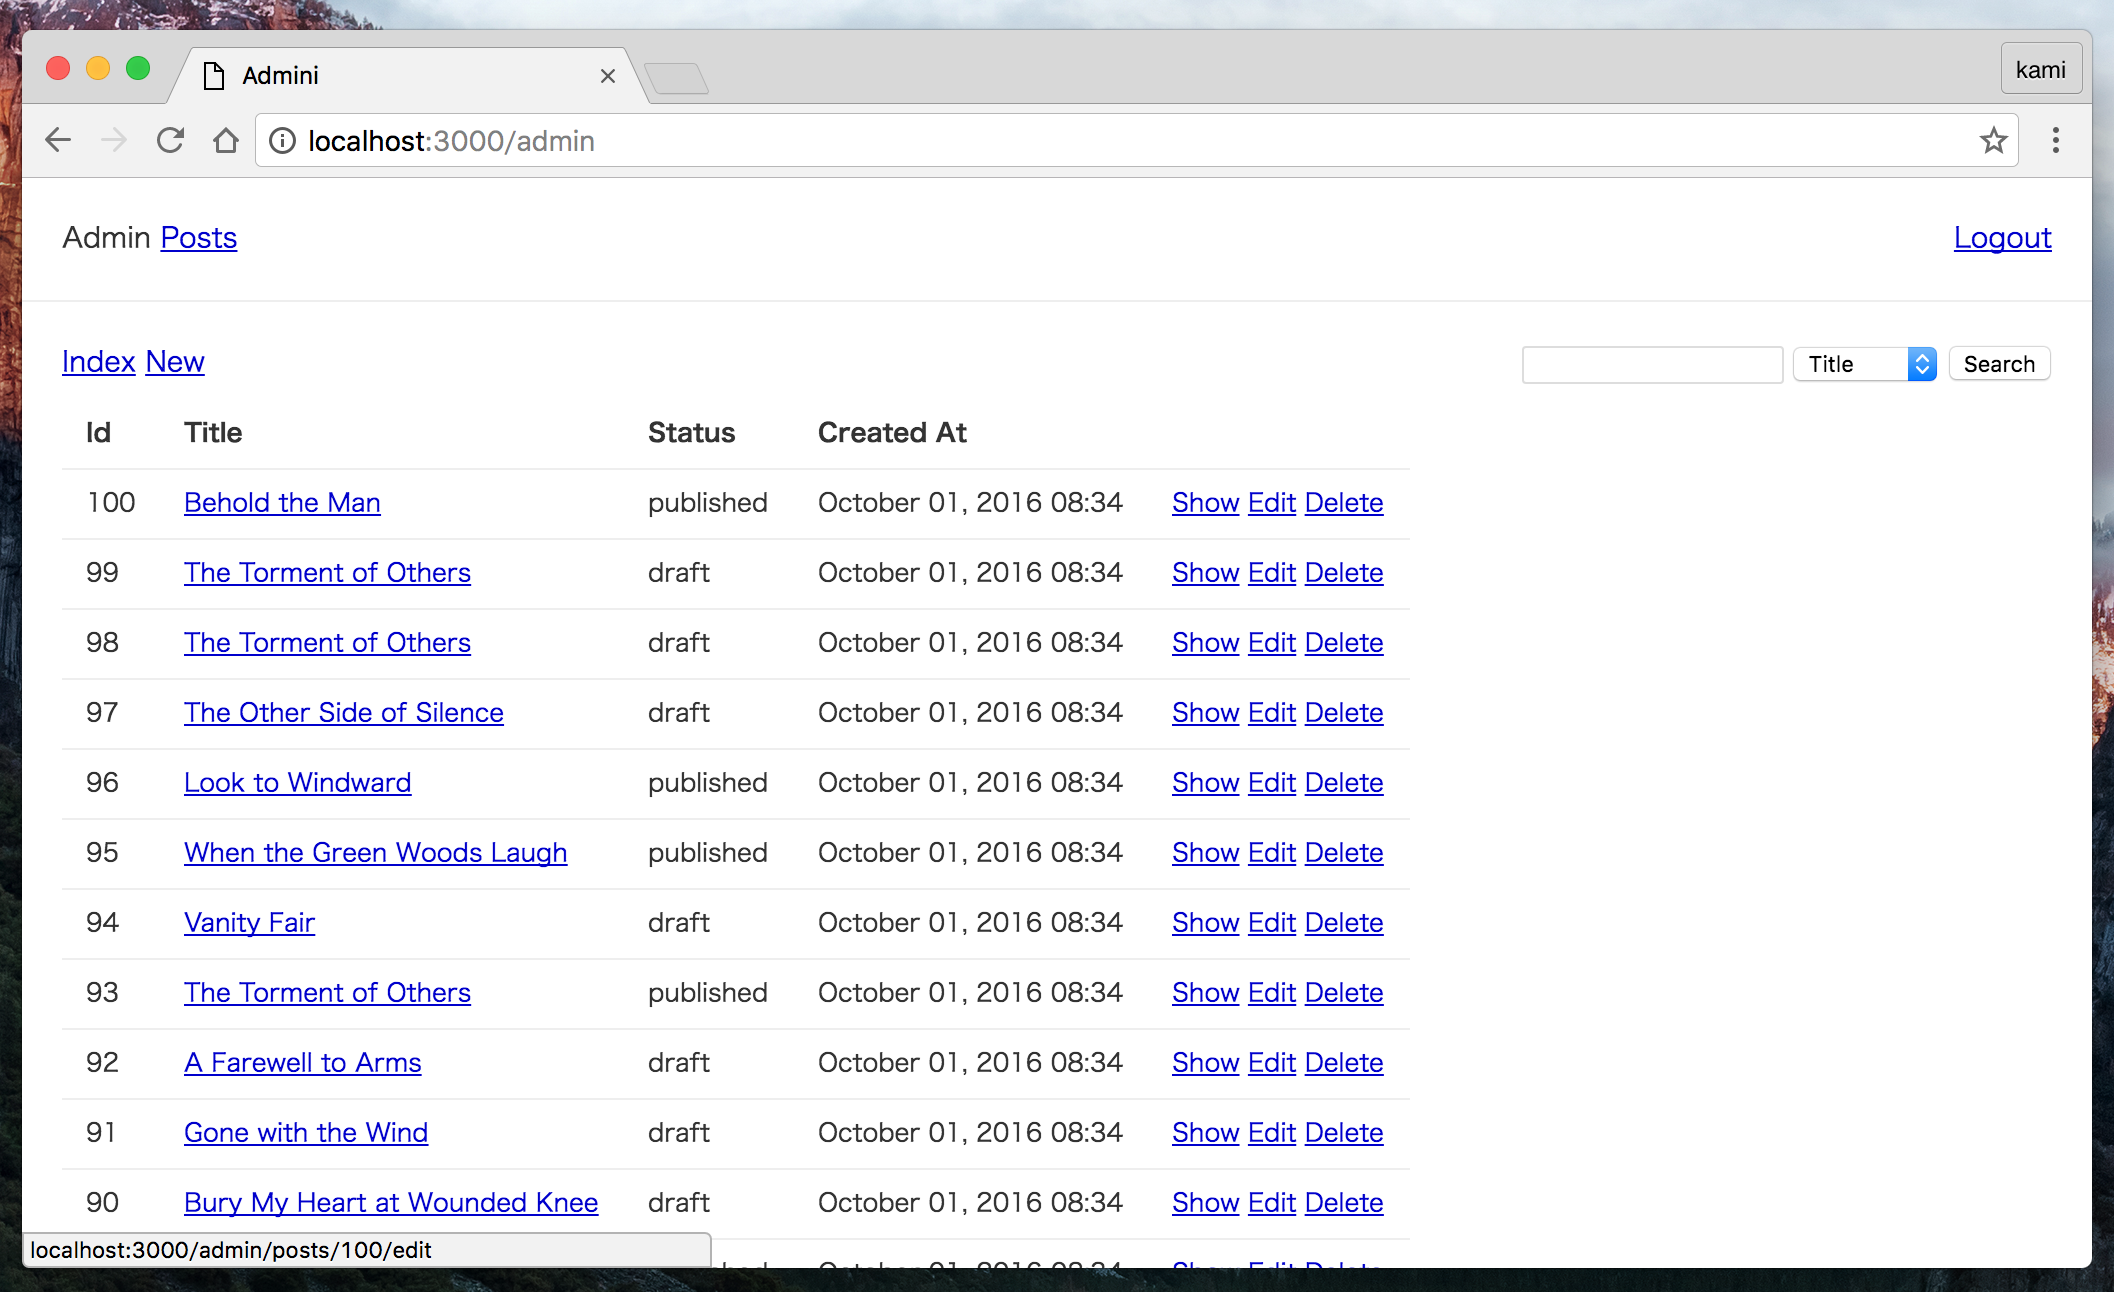 Admini
kami
localhost:3000/admin
Admin Posts Logout
Index New Title Search
Id Title Status Created At
100 Behold the Man published October 01, 2016 08:34 Show Edit Delete
99 The Torment of Others draft October 01, 2016 08:34 Show Edit Delete
98 The Torment of Others draft October 01, 2016 08:34 Show Edit Delete
97 The Other Side of Silence draft October 01, 2016 08:34 Show Edit Delete
96 Look to Windward published October 01, 2016 08:34 Show Edit Delete
95 When the Green Woods Laugh published October 01, 2016 08:34 Show Edit Delete
94 Vanity Fair draft October 01, 2016 08:34 Show Edit Delete
93 The Torment of Others published October 01, 2016 08:34 Show Edit Delete
92 A Farewell to Arms draft October 01, 2016 08:34 Show Edit Delete
91 Gone with the Wind draft October 01, 2016 08:34 Show Edit Delete
90 Bury My Heart at Wounded Knee draft October 01, 2016 08:34 Show Edit Delete
localhost:3000/admin/posts/100/edit